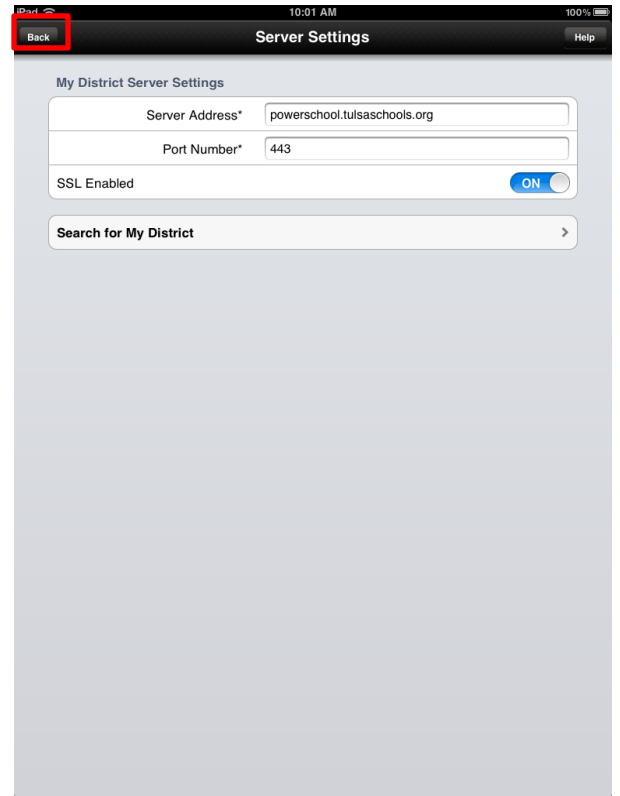 iPad 10:01 AM 100%
Back Server Settings Help
My District Server Settings
Server Address* powerschool.tulsaschools.org
Port Number* 443
SSL Enabled ON
Search for My District